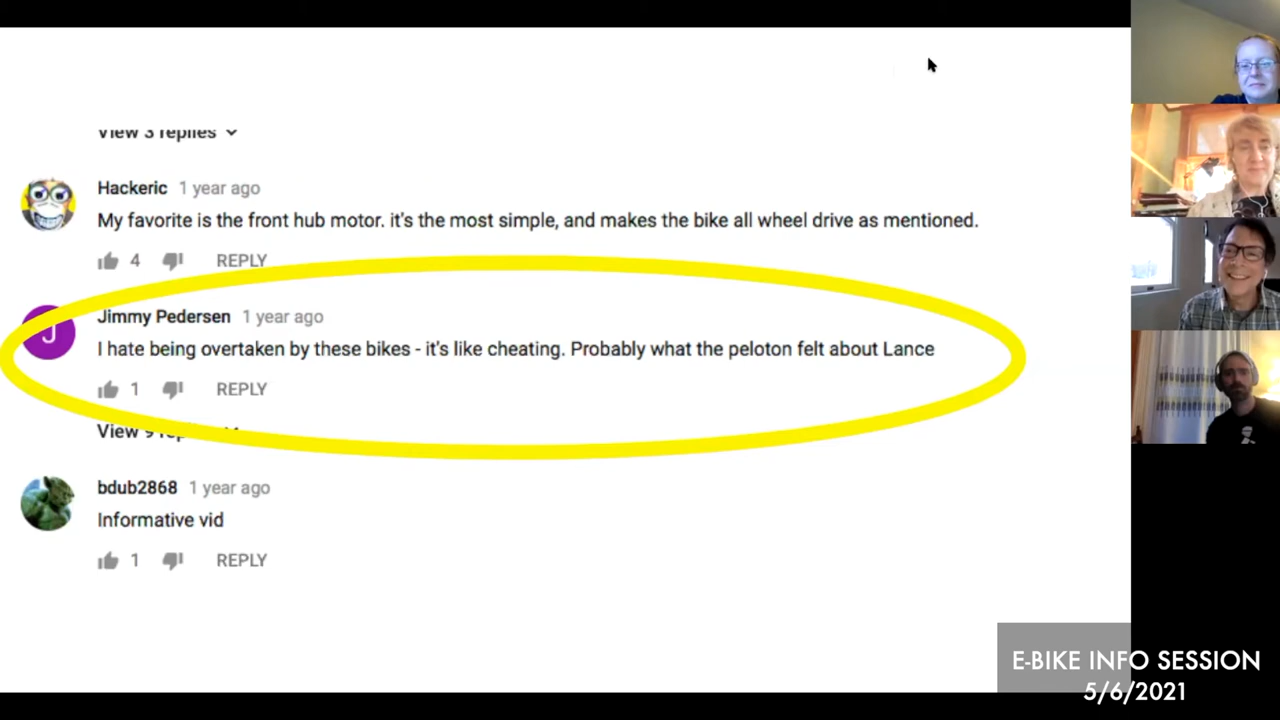 View 3 replies
Hackeric 1 year ago
My favorite is the front hub motor. it's the most simple, and makes the bike all wheel drive as mentioned.
4 REPLY
J
Jimmy Pedersen 1 year ago
I hate being overtaken by these bikes - it's like cheating. Probably what the peloton felt about Lance
1 REPLY
View 9 replies
bdub2868 1 year ago
Informative vid
1 REPLY
E-BIKE INFO SESSION
5/6/2021